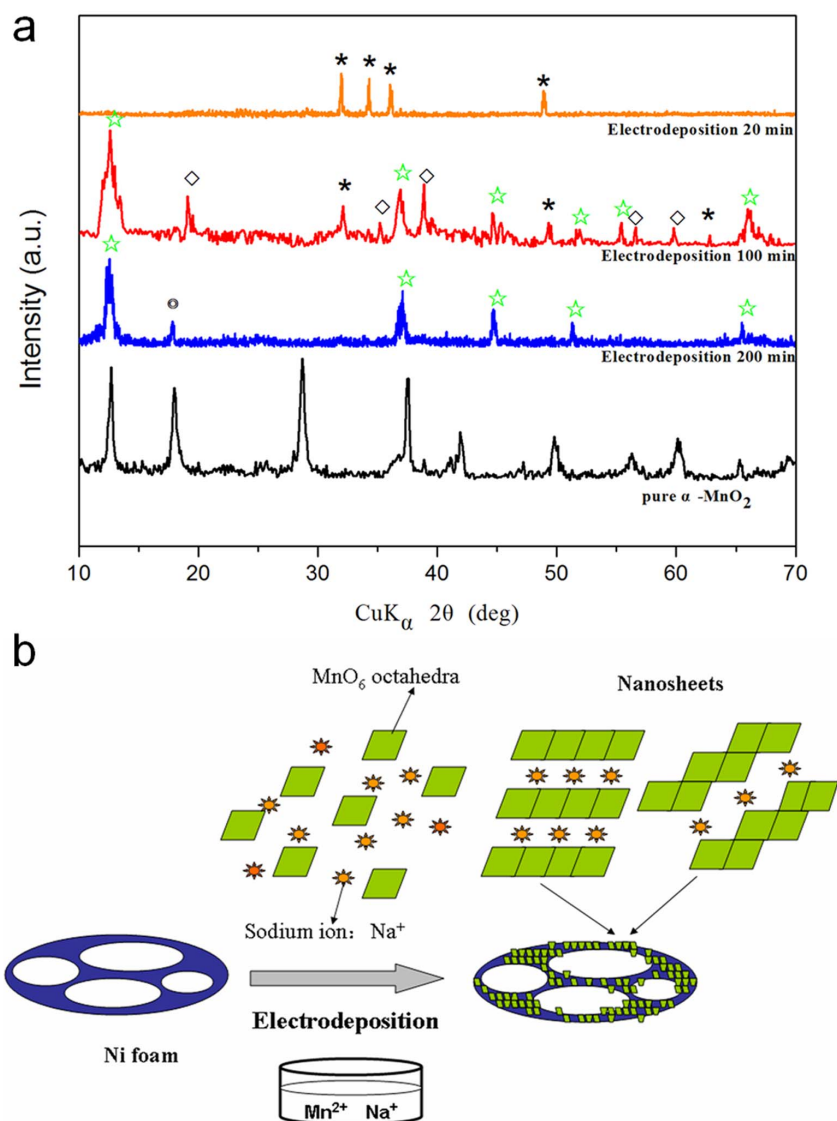 a
Intensity (a.u.)
Electrodeposition 20 min
Electrodeposition 100 min
Electrodeposition 200 min
pure α -MnO₂
10 20 30 40 50 60 70
CuKα 2θ (deg)
b
MnO₆ octahedra
Nanosheets
Sodium ion: Na⁺
Electrodeposition
Ni foam
Mn²⁺ Na⁺